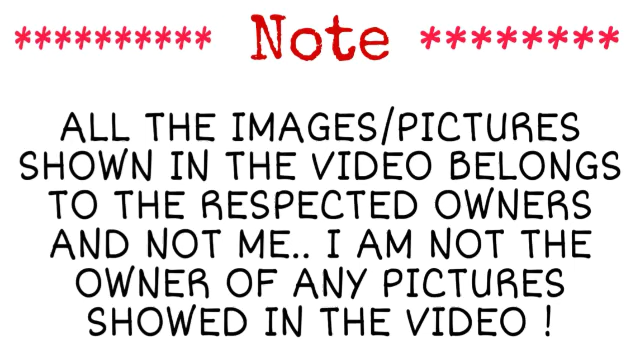 ********** Note ********
ALL THE IMAGES/PICTURES
SHOWN IN THE VIDEO BELONGS
TO THE RESPECTED OWNERS
AND NOT ME.. I AM NOT THE
OWNER OF ANY PICTURES
SHOWED IN THE VIDEO !